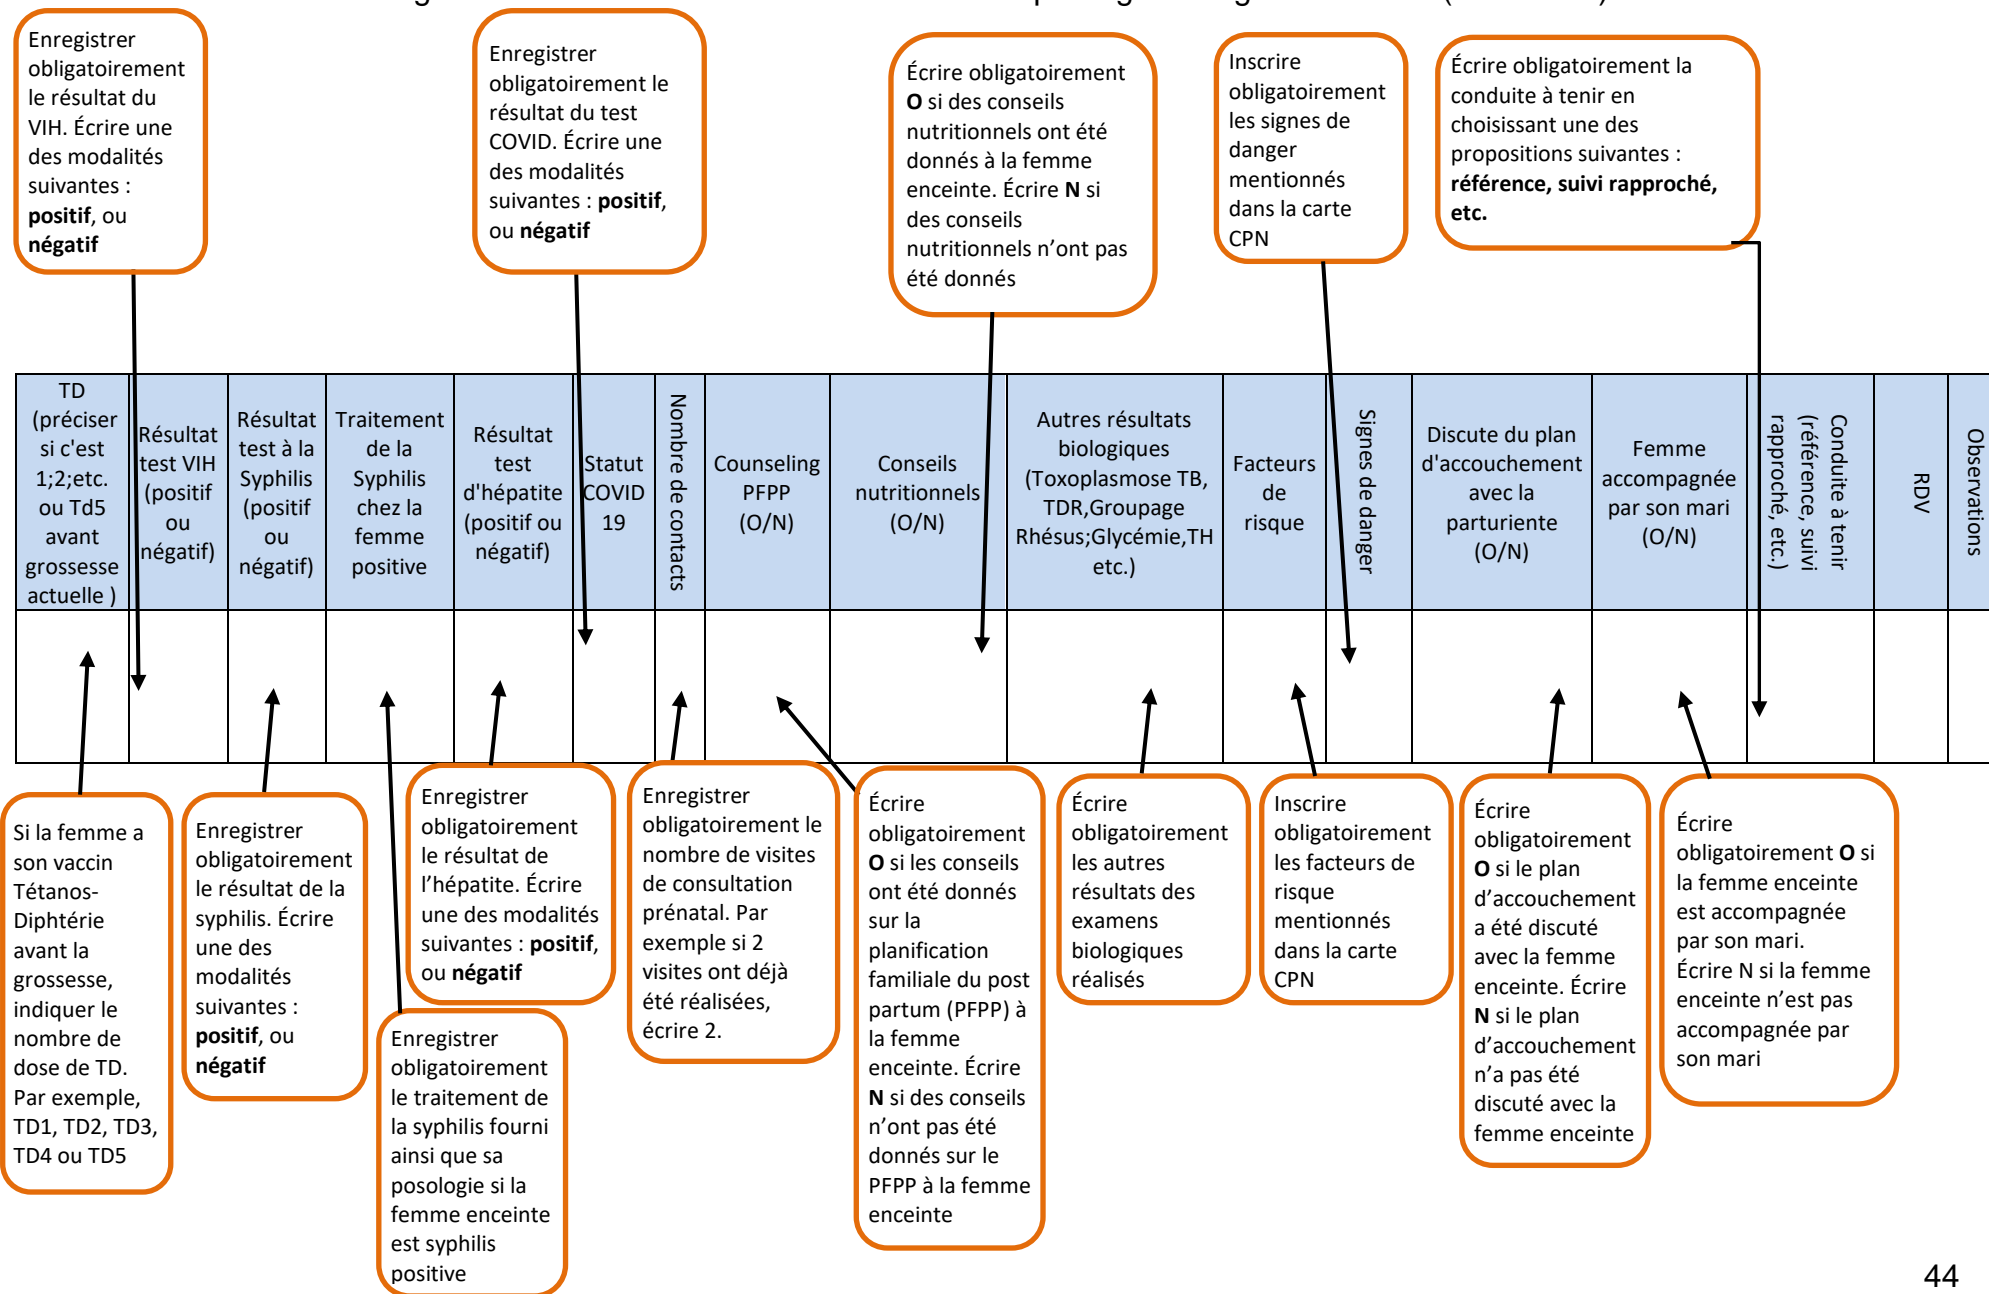 Enregistrer
obligatoirement
le résultat du
VIH. Écrire une
des modalités
suivantes :
positif, ou
négatif
Enregistrer
obligatoirement le
résultat du test
COVID. Écrire une
des modalités
suivantes : positif,
ou négatif
Écrire obligatoirement
O si des conseils
nutritionnels ont été
donnés à la femme
enceinte. Écrire N si
des conseils
nutritionnels n’ont pas
été donnés
Inscrire
obligatoirement
les signes de
danger
mentionnés
dans la carte
CPN
Écrire obligatoirement la
conduite à tenir en
choisissant une des
propositions suivantes :
référence, suivi rapproché,
etc.
TD
(préciser
si c'est
1;2;etc.
ou Td5
avant
grossesse
actuelle )
Résultat
test VIH
(positif
ou
négatif)
Résultat
test à la
Syphilis
(positif
ou
négatif)
Traitement
de la
Syphilis
chez la
femme
positive
Résultat
test
d'hépatite
(positif ou
négatif)
Statut
COVID
19
Nombre de contacts
Counseling
PFPP
(O/N)
Conseils
nutritionnels
(O/N)
Autres résultats
biologiques
(Toxoplasmose TB,
TDR,Groupage
Rhésus;Glycémie,TH
etc.)
Facteurs
de
risque
Signes de danger
Discute du plan
d'accouchement
avec la
parturiente
(O/N)
Femme
accompagnée
par son mari
(O/N)
Conduite à tenir
(référence, suivi
rapproché, etc.)
RDV
Observations
Si la femme a
son vaccin
Tétanos-
Diphtérie
avant la
grossesse,
indiquer le
nombre de
dose de TD.
Par exemple,
TD1, TD2, TD3,
TD4 ou TD5
Enregistrer
obligatoirement
le résultat de la
syphilis. Écrire
une des
modalités
suivantes :
positif, ou
négatif
Enregistrer
obligatoirement
le traitement de
la syphilis fourni
ainsi que sa
posologie si la
femme enceinte
est syphilis
positive
Enregistrer
obligatoirement
le résultat de
l’hépatite. Écrire
une des modalités
suivantes : positif,
ou négatif
Enregistrer
obligatoirement le
nombre de visites
de consultation
prénatal. Par
exemple si 2
visites ont déjà
été réalisées,
écrire 2.
Écrire
obligatoirement
O si les conseils
ont été donnés
sur la
planification
familiale du post
partum (PFPP) à
la femme
enceinte. Écrire
N si des conseils
n’ont pas été
donnés sur le
PFPP à la femme
enceinte
Écrire
obligatoirement
les autres
résultats des
examens
biologiques
réalisés
Inscrire
obligatoirement
les facteurs de
risque
mentionnés
dans la carte
CPN
Écrire
obligatoirement
O si le plan
d’accouchement
a été discuté
avec la femme
enceinte. Écrire
N si le plan
d’accouchement
n’a pas été
discuté avec la
femme enceinte
Écrire
obligatoirement O si
la femme enceinte
est accompagnée
par son mari.
Écrire N si la femme
enceinte n’est pas
accompagnée par
son mari
44